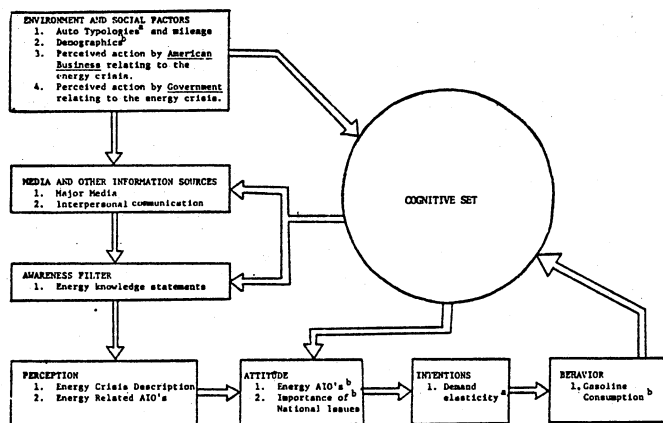 ENVIRONMENT AND SOCIAL FACTORS
1. Auto Typologies a and mileage
2. Demographics b
3. Perceived action by American
Business relating to the
energy crisis.
4. Perceived action by Government
relating to the energy crisis.
MEDIA AND OTHER INFORMATION SOURCES
1. Major Media
2. Interpersonal communication
COGNITIVE SET
AWARENESS FILTER
1. Energy knowledge statements
PERCEPTION
1. Energy Crisis Description
2. Energy Related AIO's
ATTITUDE
1. Energy AIO's b
2. Importance of b
National Issues
INTENTIONS
1. Demand
elasticity a
BEHAVIOR
1. Gasoline
Consumption b